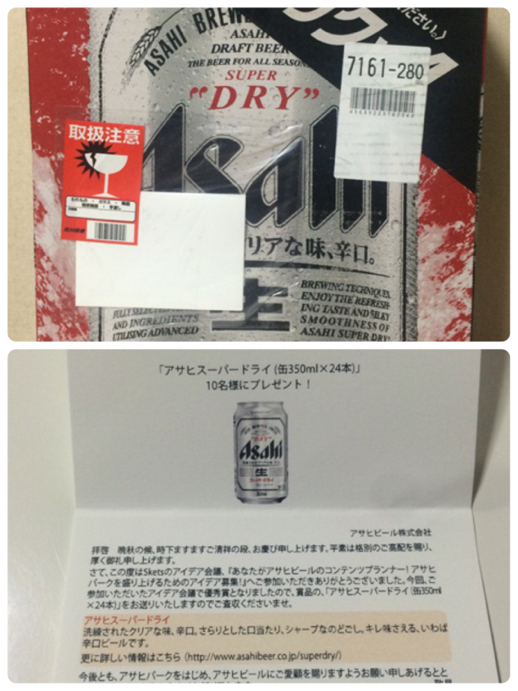 ください。〉
ASAHI BREW
ASAHI
DRAFT BEER
THE BEER FOR ALL SEASON
SUPER
"DRY"
7161-280
取扱注意
Asahi
クリアな味、辛口。
生
FULLY SELECTED
AND INGREDIENTS
UTILISING ADVANCED
BREWING TECHNIQUES.
ENJOY THE REFRESH-
ING TASTE AND SILKY
SMOOTHNESS OF
ASAHI SUPER DRY.
「アサヒスーパードライ(缶350ml×24本)」
10名様にプレゼント!
"DRY"
Asahi
生
アサヒビール株式会社
拝啓 晩秋の候、時下ますますご清祥の段、お慶び申し上げます。平素は格別のご高配を賜り、
厚く御礼申し上げます。
さて、この度はSketsのアイデア会議、『あなたがアサヒビールのコンテンツプランナー!アサヒ
パークを盛り上げるためのアイデア募集!』へご参加いただきありがとうございました。今回、ご
参加いただいたアイデア会議で優秀賞となりましたので、賞品の、「アサヒスーパードライ(缶350ml
×24本)」をお送りいたしますのでご査収くださいませ。
アサヒスーパードライ
洗練されたクリアな味、辛口。さらりとした口当たり、シャープなのどごし。キレ味さえる、いわば
辛口ビールです。
更に詳しい情報はこちら(http://www.asahibeer.co.jp/superdry/)
今後とも、アサヒパークをはじめ、アサヒビールにご愛顧を賜りますようお願い申しあげると